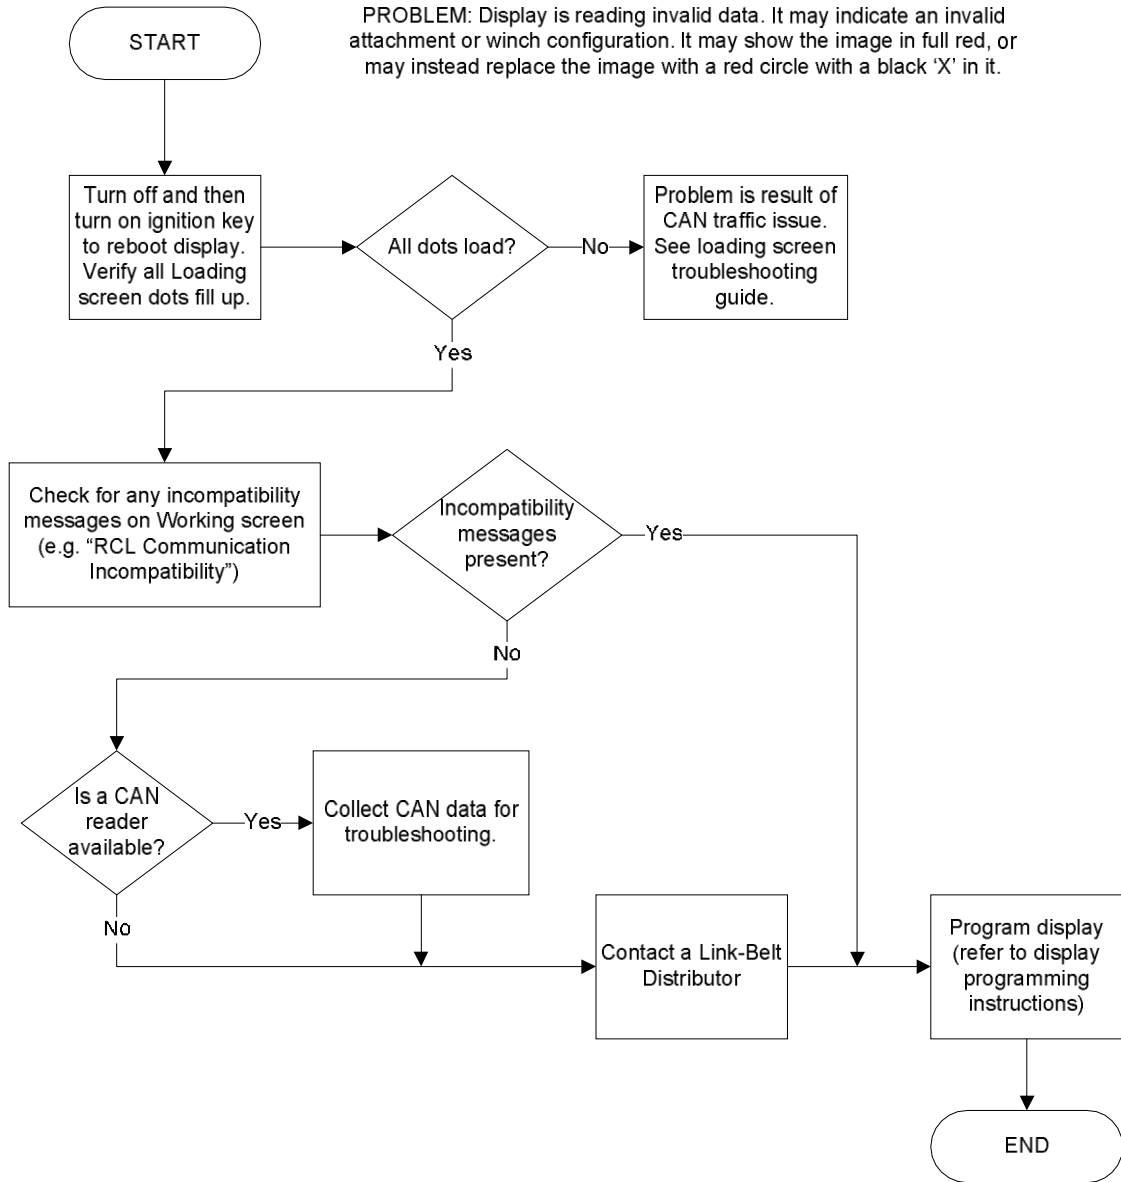 START
PROBLEM: Display is reading invalid data. It may indicate an invalid
attachment or winch configuration. It may show the image in full red, or
may instead replace the image with a red circle with a black ‘X’ in it.
Turn off and then
turn on ignition key
to reboot display.
Verify all Loading
screen dots fill up.
All dots load?
No
Problem is result of
CAN traffic issue.
See loading screen
troubleshooting
guide.
Yes
Check for any incompatibility
messages on Working screen
(e.g. “RCL Communication
Incompatibility”)
Incompatibility
messages
present?
Yes
No
Is a CAN
reader
available?
Yes
Collect CAN data for
troubleshooting.
No
Contact a Link-Belt
Distributor
Program display
(refer to display
programming
instructions)
END